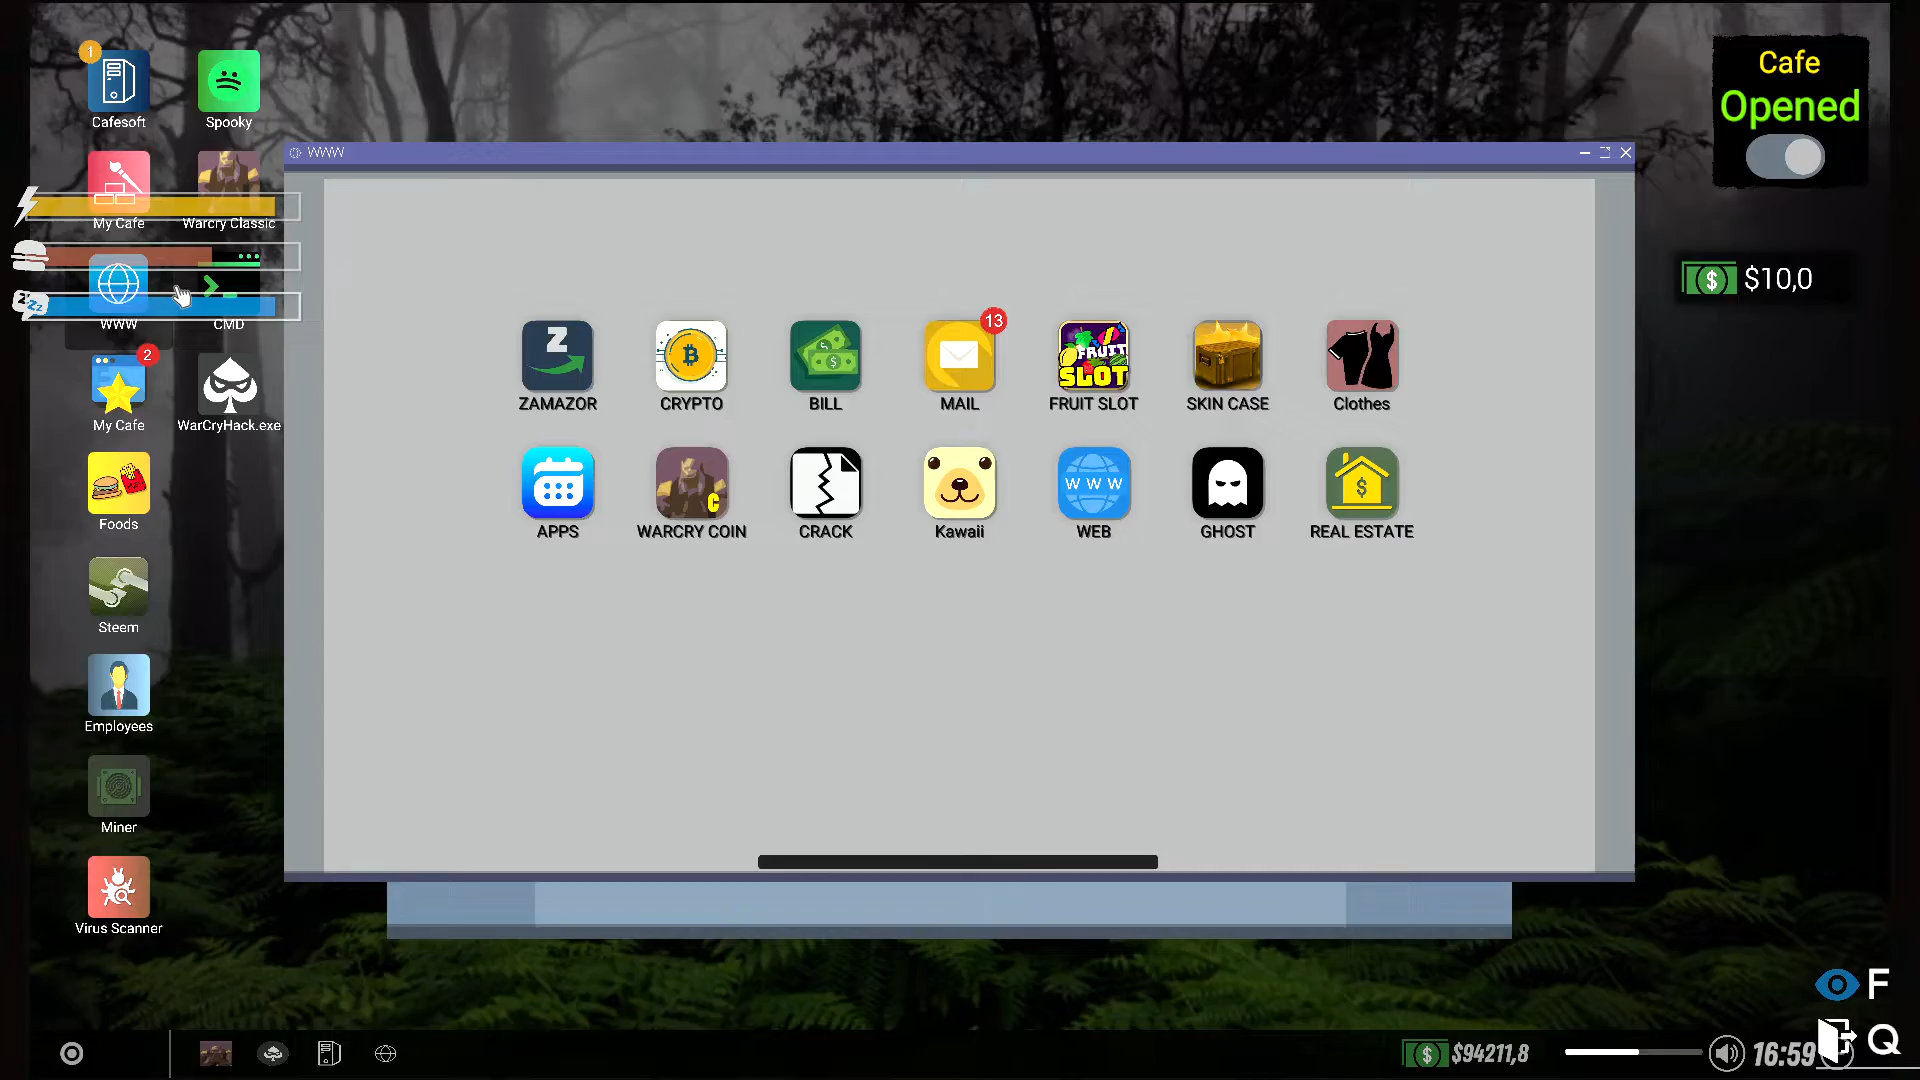 1
Cafesoft
Spooky
Cafe
Opened
WWW
My Cafe
Warcry Classic
$10,0
WWW
CMD
2
My Cafe
WarCryHack.exe
13
Z
ZAMAZOR
CRYPTO
BILL
MAIL
FRUIT
SLOT
FRUIT SLOT
SKIN CASE
Clothes
C
W W W
APPS
WARCRY COIN
CRACK
Kawaii
WEB
GHOST
REAL ESTATE
Foods
Steem
Employees
Miner
Virus Scanner
F
Q
$94211,8
16:59